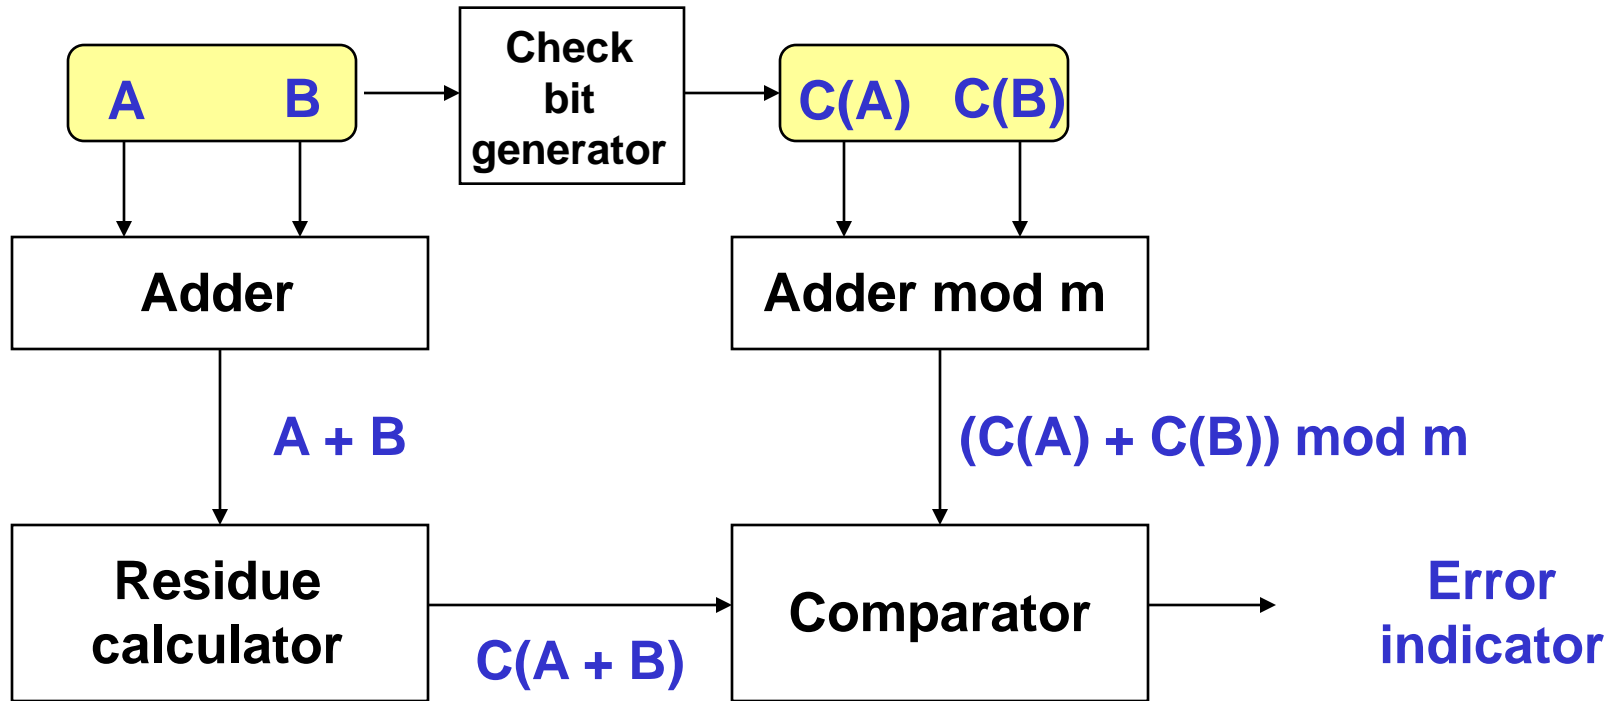 A B
Check
bit
generator
C(A) C(B)
Adder
Adder mod m
A + B
(C(A) + C(B)) mod m
Residue
calculator
C(A + B)
Comparator
Error
indicator